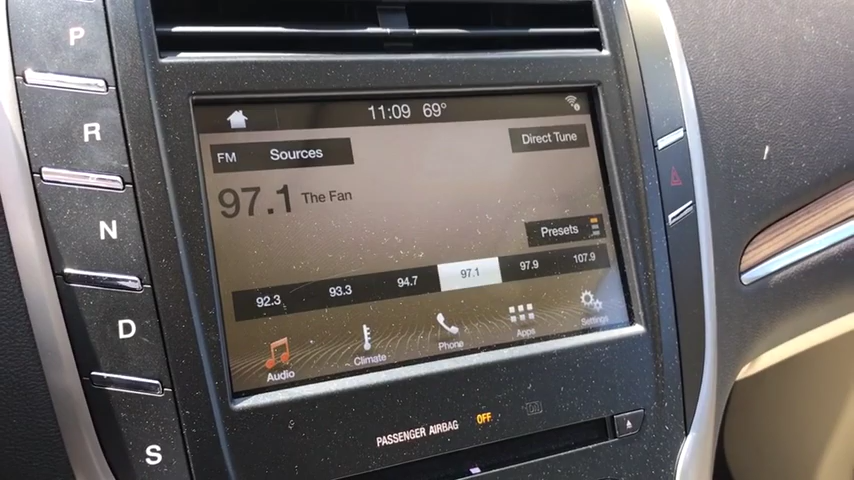 P
R
N
D
S
11:09 69°
FM Sources
Direct Tune
97.1 The Fan
Presets
92.3 93.3 94.7 97.1 97.9 107.9
Audio Climate Phone Apps Settings
PASSENGER AIRBAG OFF